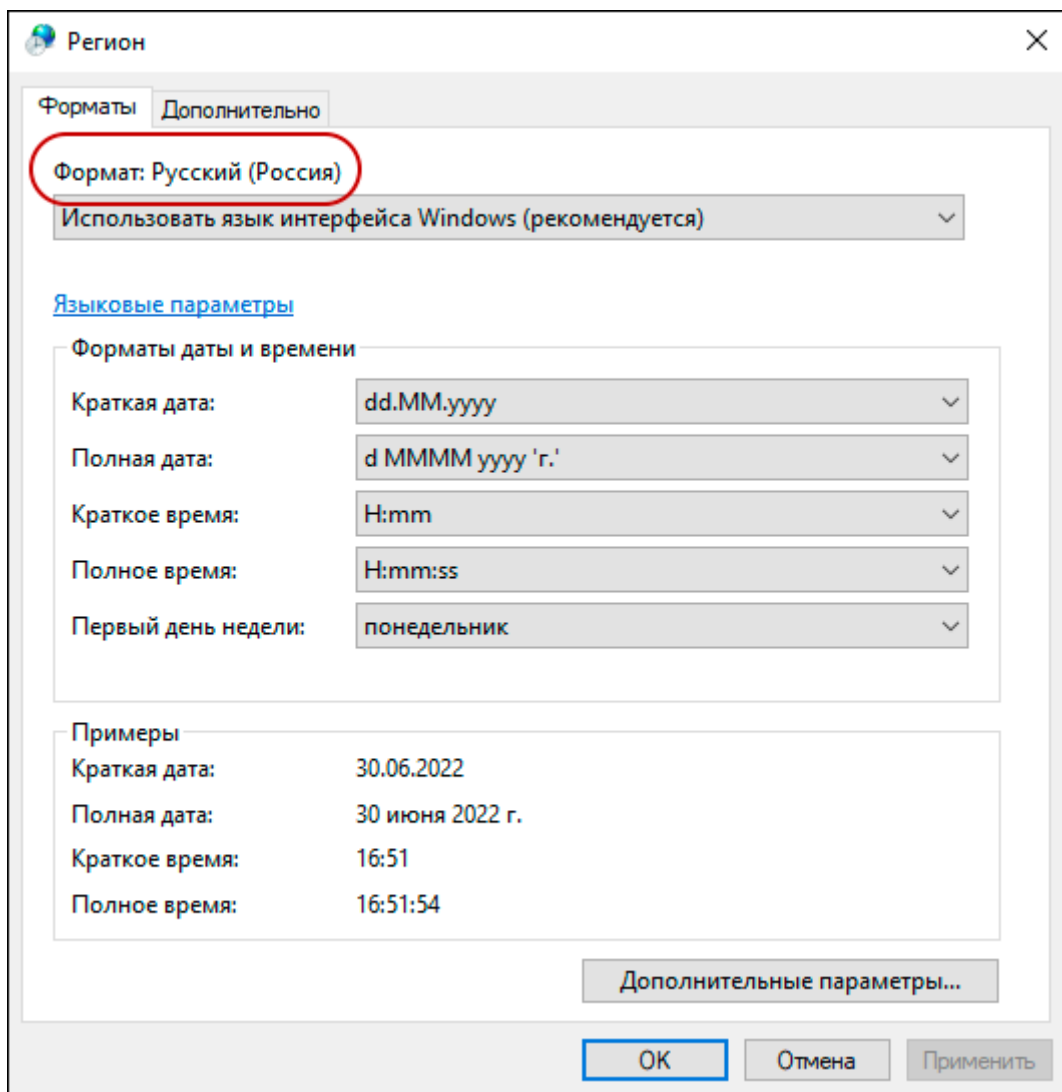 Регион
Форматы Дополнительно
Формат: Русский (Россия)
Использовать язык интерфейса Windows (рекомендуется)
Языковые параметры
Форматы даты и времени
Краткая дата: dd.MM.yyyy
Полная дата: d MMMM yyyy 'г.'
Краткое время: H:mm
Полное время: H:mm:ss
Первый день недели: понедельник
Примеры
Краткая дата: 30.06.2022
Полная дата: 30 июня 2022 г.
Краткое время: 16:51
Полное время: 16:51:54
Дополнительные параметры...
OK Отмена Применить